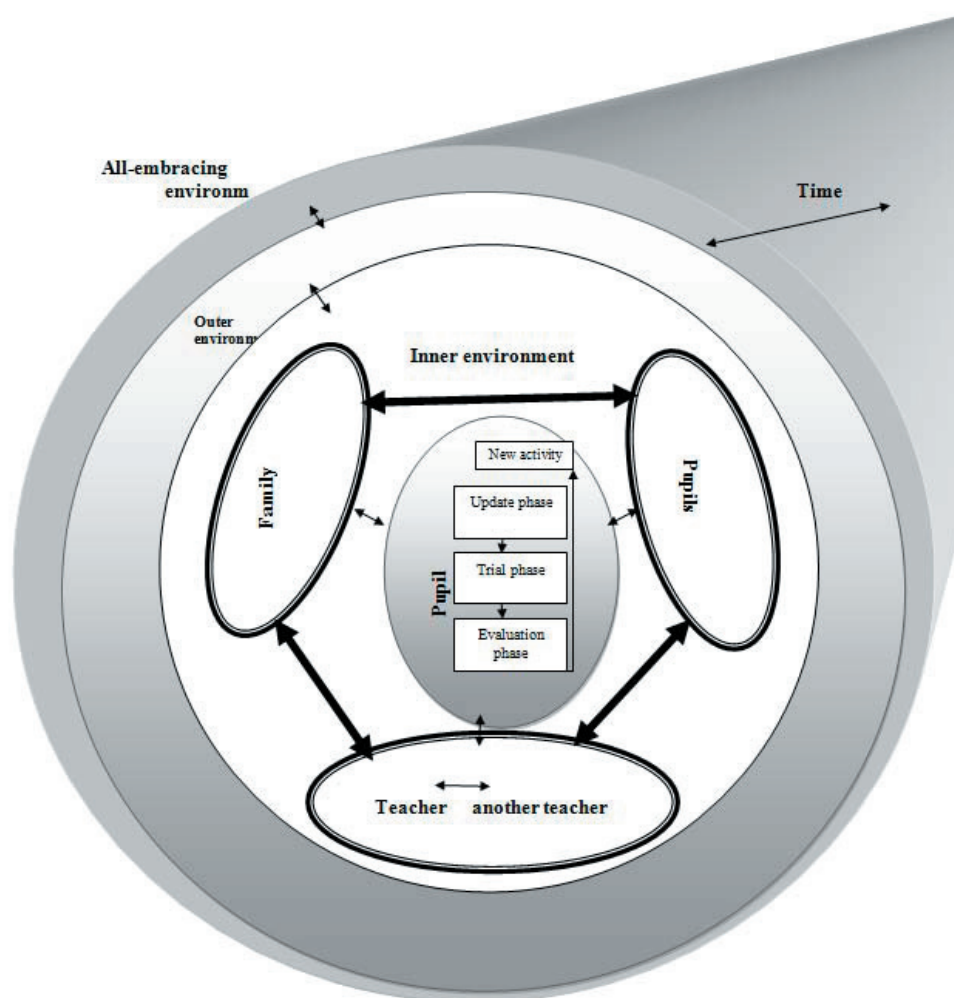 All-embracing
environm
Time
Outer
environm
Inner environment
Family
Pupils
New activity
Update phase
Trial phase
Evaluation
phase
Pupil
Teacher another teacher